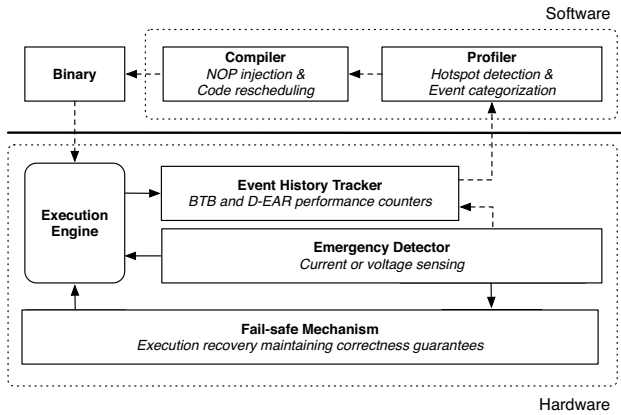 Software
Compiler
NOP injection &
Code rescheduling
Profiler
Hotspot detection &
Event categorization
Binary
Execution
Engine
Event History Tracker
BTB and D-EAR performance counters
Emergency Detector
Current or voltage sensing
Fail-safe Mechanism
Execution recovery maintaining correctness guarantees
Hardware